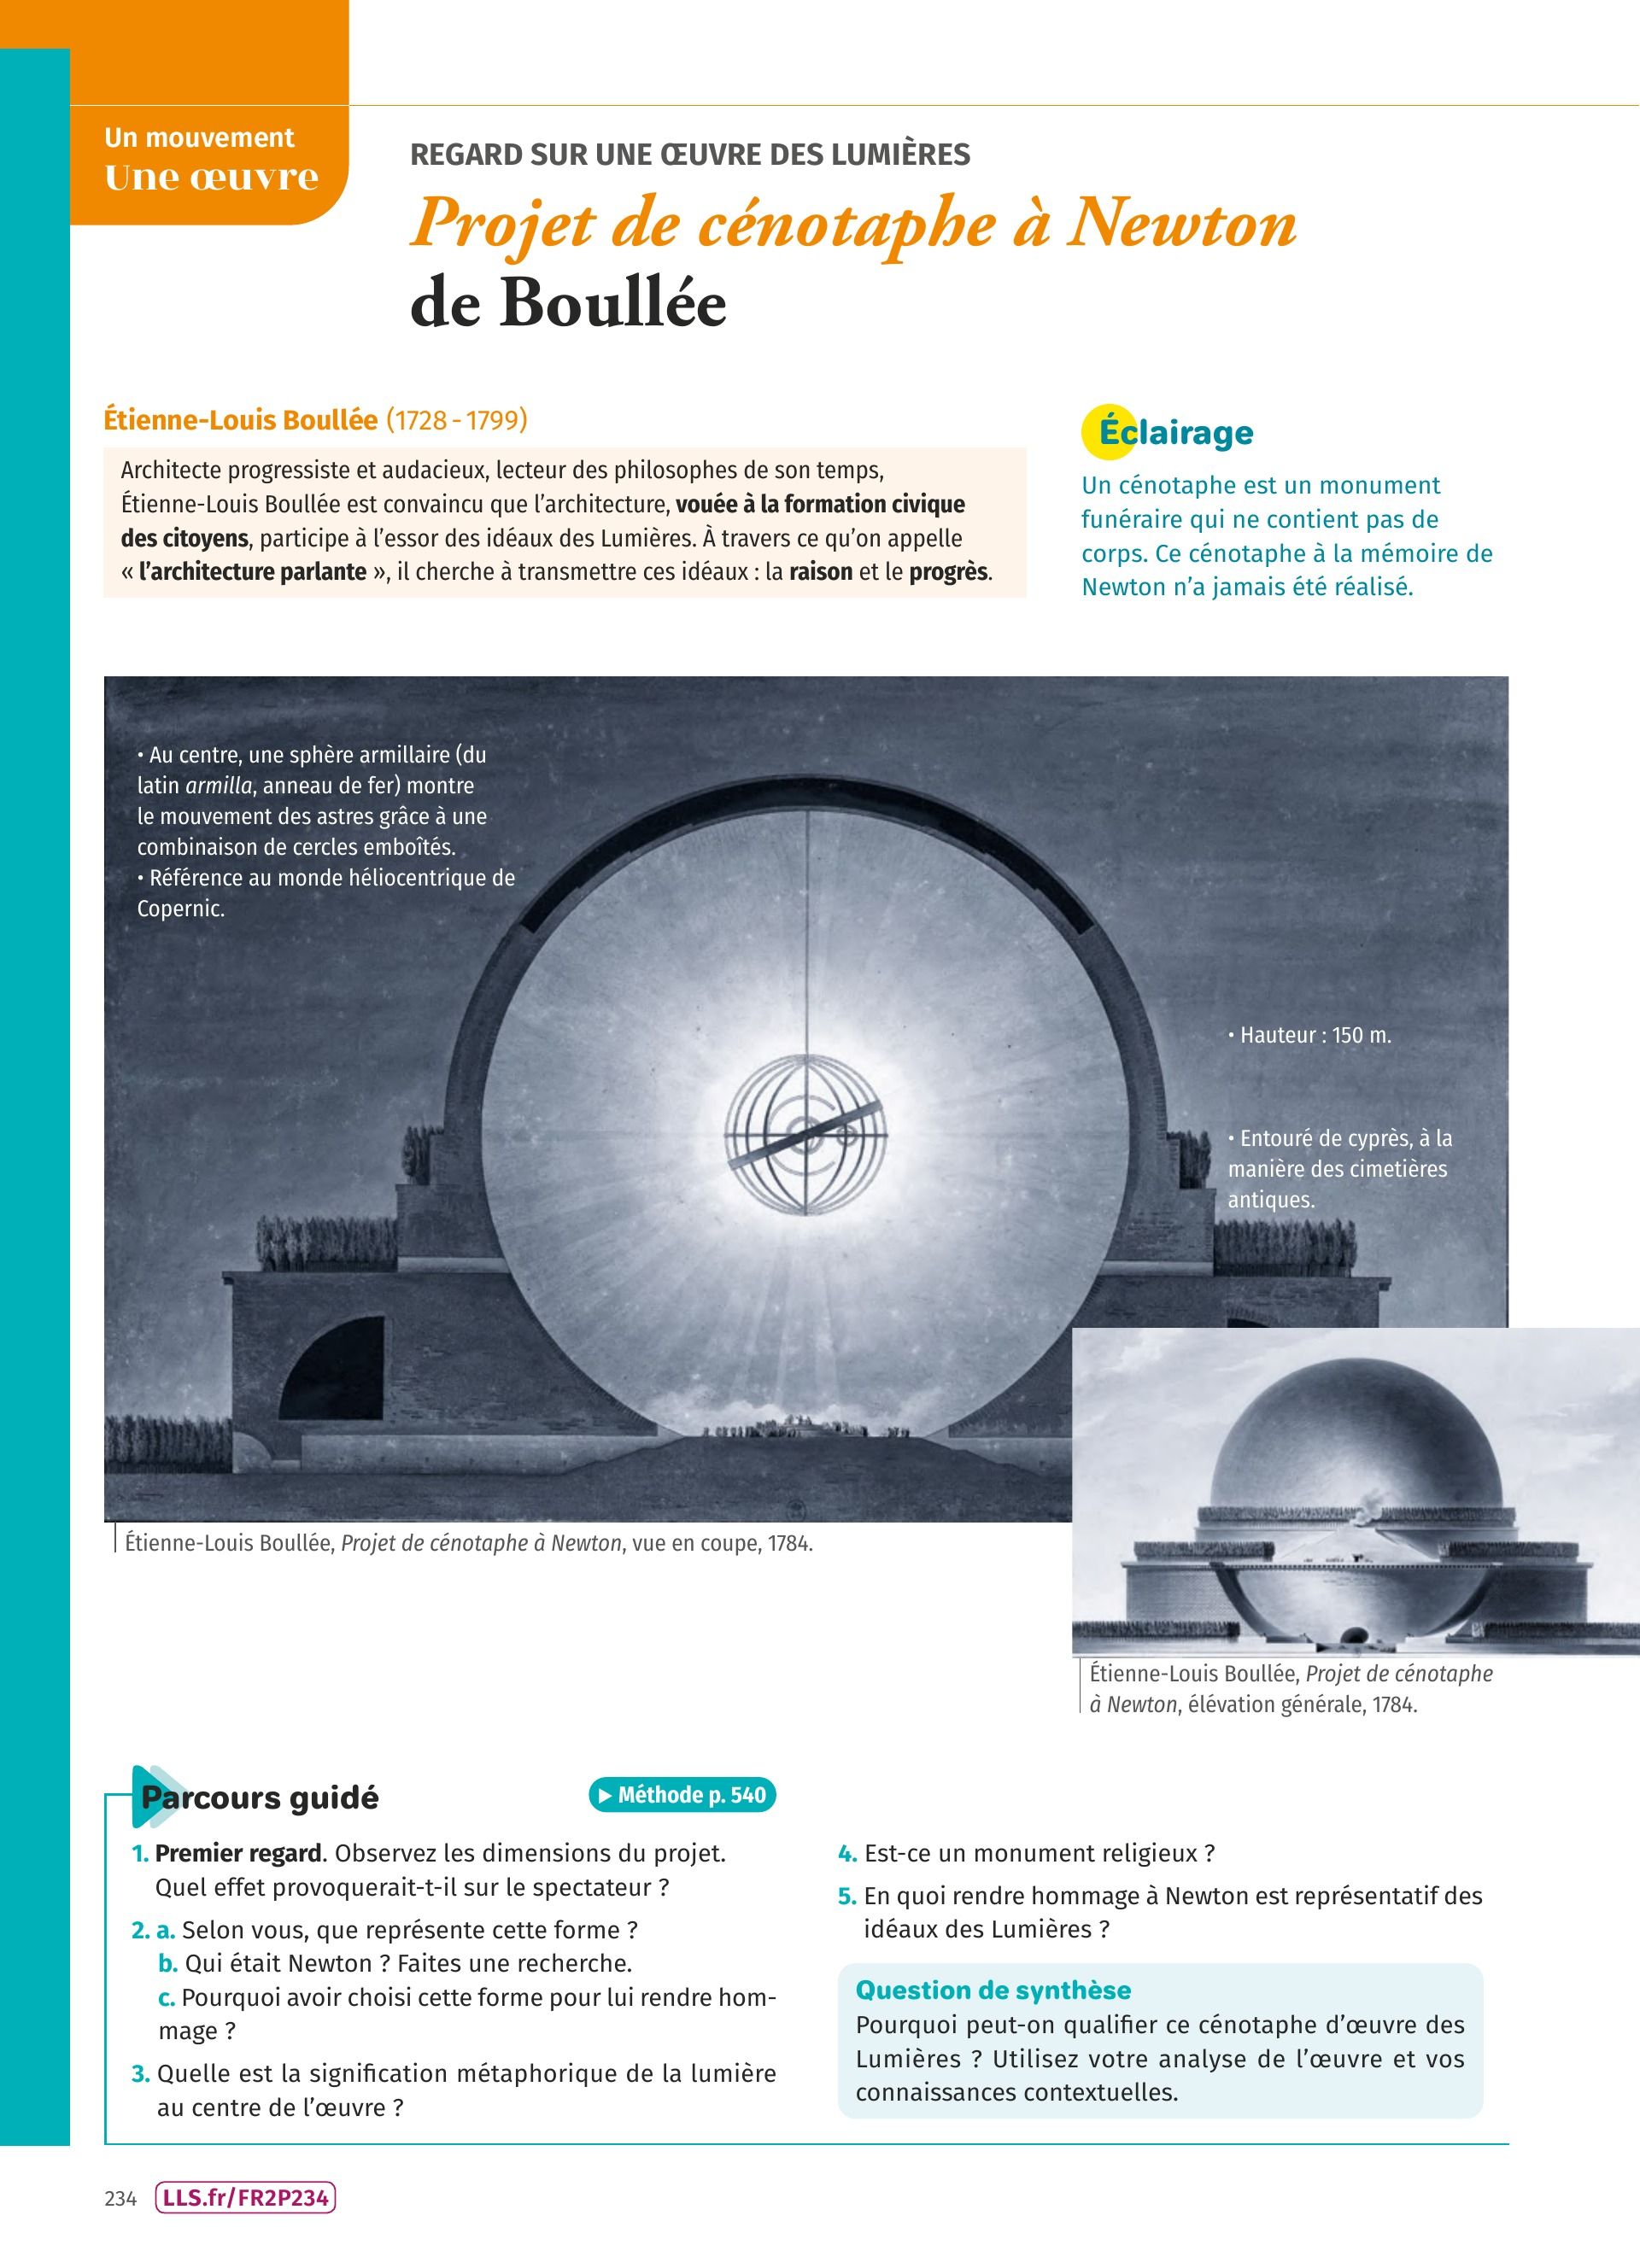 Un mouvement
Une œuvre
REGARD SUR UNE ŒUVRE DES LUMIÈRES
Projet de cénotaphe à Newton
de Boullée
Étienne-Louis Boullée (1728 - 1799)
Architecte progressiste et audacieux, lecteur des philosophes de son temps,
Étienne-Louis Boullée est convaincu que l’architecture, vouée à la formation civique
des citoyens, participe à l’essor des idéaux des Lumières. À travers ce qu’on appelle
« l’architecture parlante », il cherche à transmettre ces idéaux : la raison et le progrès.
Éclairage
Un cénotaphe est un monument
funéraire qui ne contient pas de
corps. Ce cénotaphe à la mémoire de
Newton n’a jamais été réalisé.
• Au centre, une sphère armillaire (du
latin armilla, anneau de fer) montre
le mouvement des astres grâce à une
combinaison de cercles emboîtés.
• Référence au monde héliocentrique de
Copernic.
• Hauteur : 150 m.
• Entouré de cyprès, à la
manière des cimetières
antiques.
Étienne-Louis Boullée, Projet de cénotaphe à Newton, vue en coupe, 1784.
Étienne-Louis Boullée, Projet de cénotaphe
à Newton, élévation générale, 1784.
Parcours guidé
▶ Méthode p. 540
1. Premier regard. Observez les dimensions du projet.
Quel effet provoquerait-t-il sur le spectateur ?
2. a. Selon vous, que représente cette forme ?
b. Qui était Newton ? Faites une recherche.
c. Pourquoi avoir choisi cette forme pour lui rendre hom-
mage ?
3. Quelle est la signification métaphorique de la lumière
au centre de l’œuvre ?
4. Est-ce un monument religieux ?
5. En quoi rendre hommage à Newton est représentatif des
idéaux des Lumières ?
Question de synthèse
Pourquoi peut-on qualifier ce cénotaphe d’œuvre des
Lumières ? Utilisez votre analyse de l’œuvre et vos
connaissances contextuelles.
234 LLS.fr/FR2P234